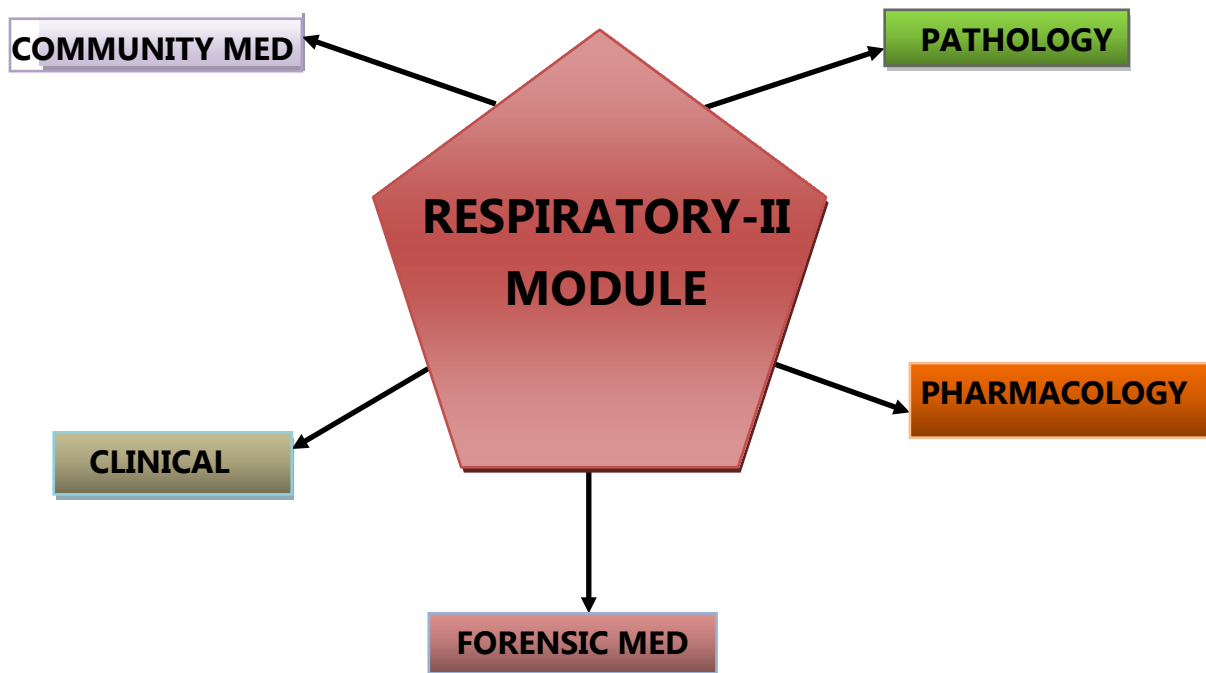 COMMUNITY MED
PATHOLOGY
RESPIRATORY-II
MODULE
PHARMACOLOGY
CLINICAL
FORENSIC MED